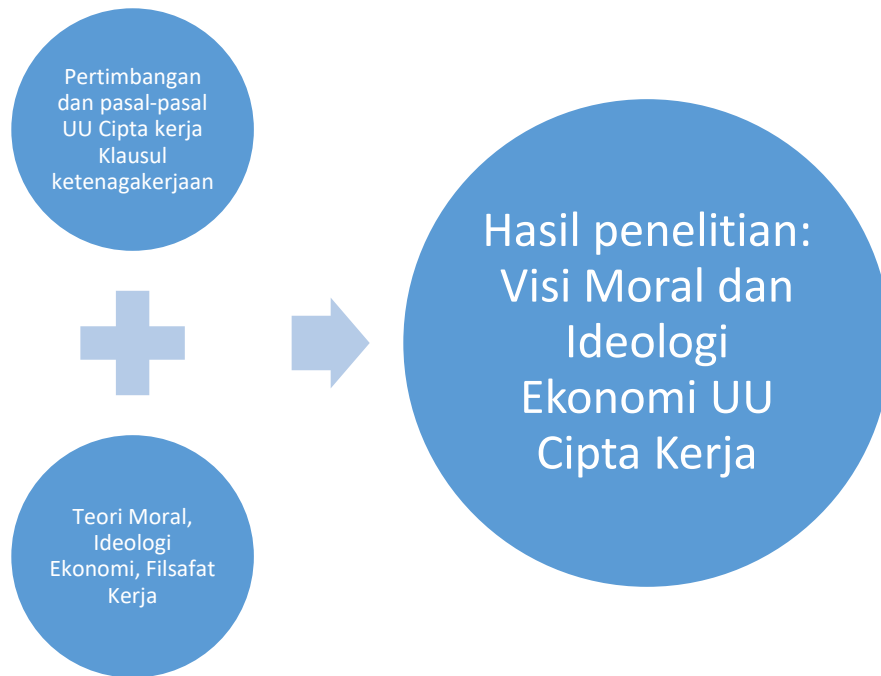 Pertimbangan
dan pasal-pasal
UU Cipta kerja
Klausul
ketenagakerjaan
Teori Moral,
Ideologi
Ekonomi, Filsafat
Kerja
Hasil penelitian:
Visi Moral dan
Ideologi
Ekonomi UU
Cipta Kerja